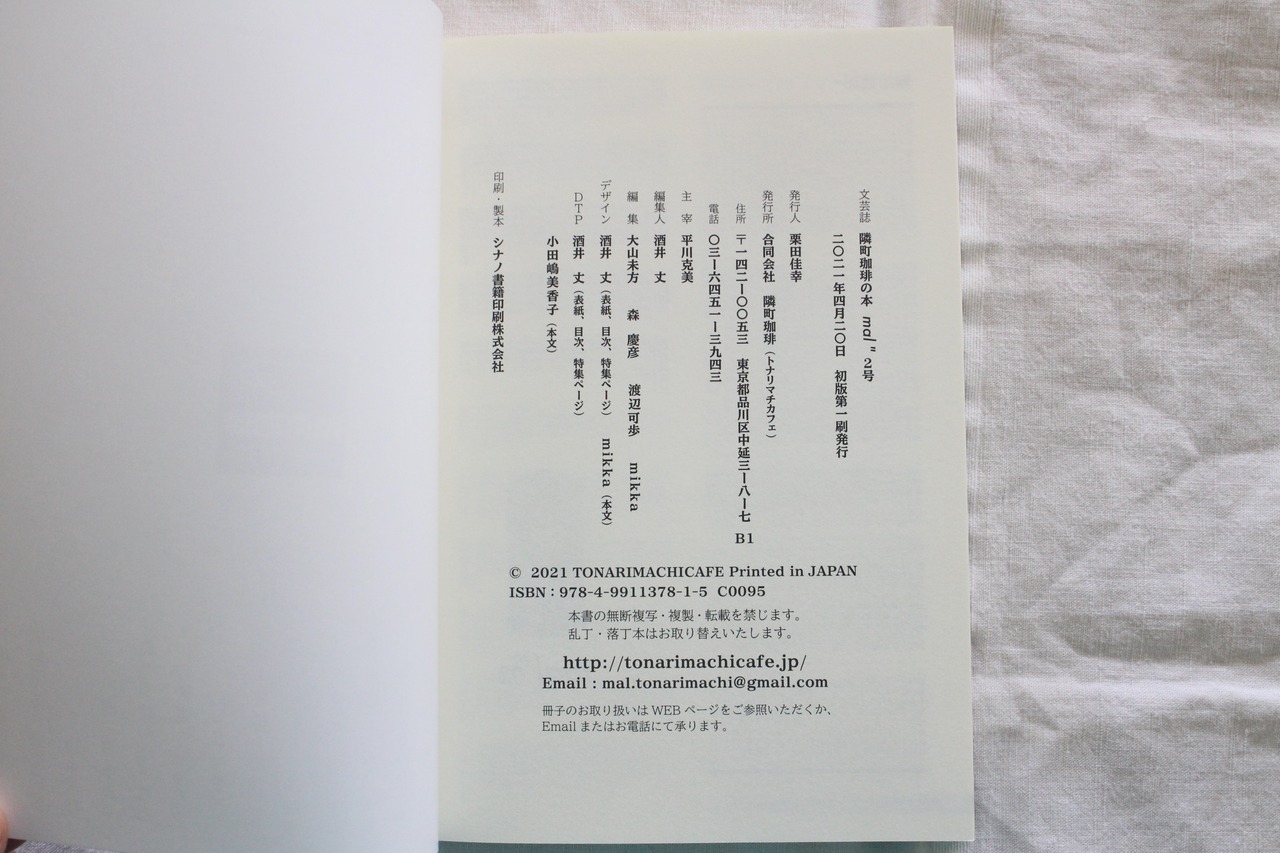 文芸誌 隣町珈琲の本 mal" 2号
二〇二一年四月二〇日 初版第一刷発行
発行人 栗田佳幸
発行所 合同会社 隣町珈琲(トナリマチカフェ)
住所 〒一四二ー〇〇五三 東京都品川区中延三ー八ー七 B1
電話 〇三ー六四五一ー三九四三
主宰 平川克美
編集人 酒井 丈
編集 大山未方 森 慶彦 渡辺可歩 mikka
デザイン 酒井 丈(表紙、目次、特集ページ) mikka(本文)
DTP 酒井 丈(表紙、目次、特集ページ)
小田嶋美香子(本文)
印刷・製本 シナノ書籍印刷株式会社
© 2021 TONARIMACHICAFE Printed in JAPAN
ISBN:978-4-9911378-1-5 C0095
本書の無断複写・複製・転載を禁じます。
乱丁・落丁本はお取り替えいたします。
http://tonarimachicafe.jp/
Email:mal.tonarimachi@gmail.com
冊子のお取り扱いは WEB ページをご参照いただくか、
Email またはお電話にて承ります。